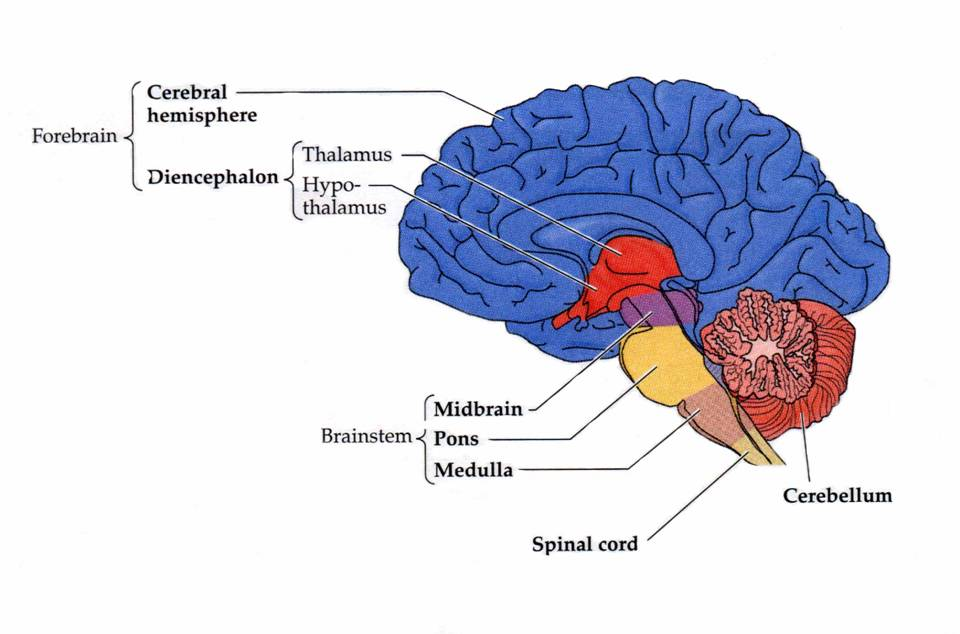 Cerebral
hemisphere
Forebrain
Diencephalon
Thalamus
Hypo-
thalamus
Midbrain
Brainstem
Pons
Medulla
Cerebellum
Spinal cord